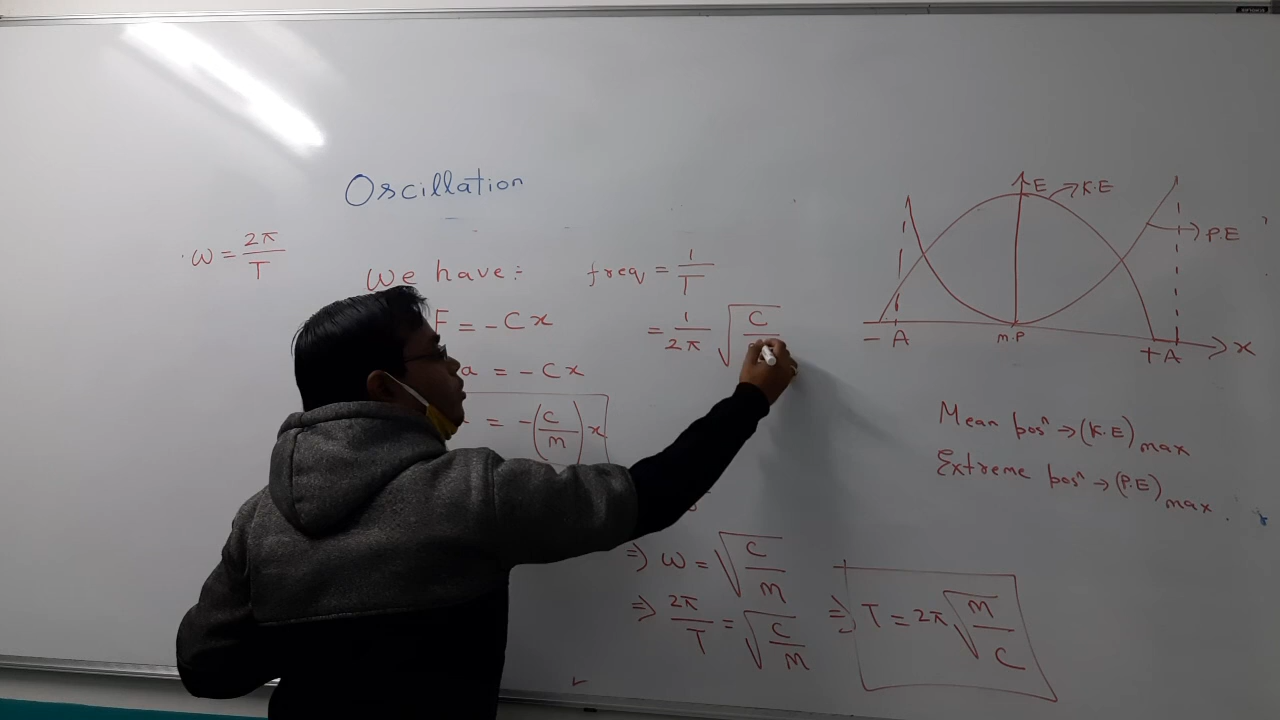 Oscillation
ω = 2π/T
We have :-
F = -Cx
a = -Cx
= -(C/m)x
freq = 1/T
= 1/2π √C
⇒ ω = √C/m
⇒ 2π/T = √C/m
⇒ T = 2π√m/C
E
K.E
P.E
-A
M.P
+A
x
Mean posⁿ → (K.E)max
Extreme posⁿ → (P.E)max.